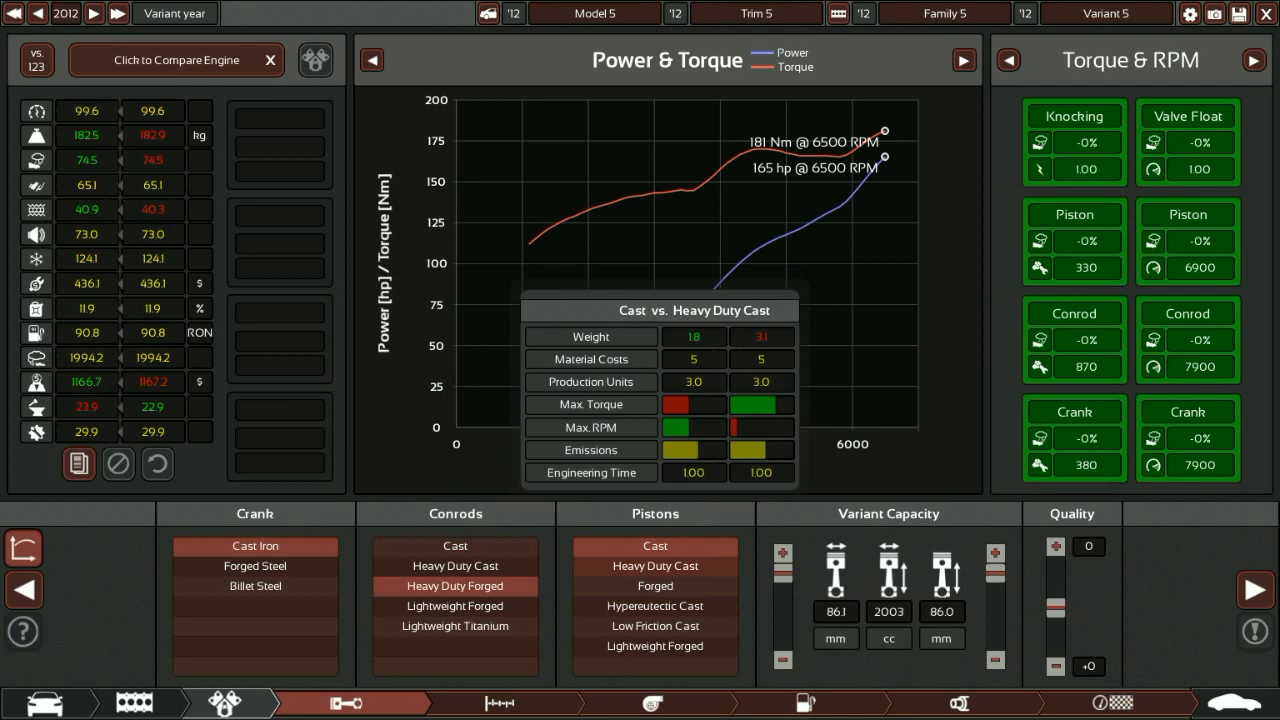 2012 Variant year '12 Model 5 '12 Trim 5 '12 Family 5 '12 Variant 5 X
VS. 123 Click to Compare Engine X
Power & Torque Power Torque
Torque & RPM
99.6 99.6
182.5 182.9 kg
74.5 74.5
65.1 65.1
40.9 40.3
73.0 73.0
124.1 124.1
436.1 436.1 $
11.9 11.9 %
90.8 90.8 RON
1994.2 1994.2
1166.7 1167.2 $
23.9 22.9
29.9 29.9
Power [hp] / Torque [Nm]
200
175
150
125
100
75
50
25
0
0 6000
181 Nm @ 6500 RPM
165 hp @ 6500 RPM
Cast vs. Heavy Duty Cast
Weight 1.8 3.1
Material Costs 5 5
Production Units 3.0 3.0
Max. Torque
Max. RPM
Emissions
Engineering Time 1.00 1.00
Knocking Valve Float
-0% -0%
1.00 1.00
Piston Piston
-0% -0%
330 6900
Conrod Conrod
-0% -0%
870 7900
Crank Crank
-0% -0%
380 7900
Crank
Cast Iron
Forged Steel
Billet Steel
Conrods
Cast
Heavy Duty Cast
Heavy Duty Forged
Lightweight Forged
Lightweight Titanium
Pistons
Cast
Heavy Duty Cast
Forged
Hypereutectic Cast
Low Friction Cast
Lightweight Forged
Variant Capacity
86.1 2003 86.0
mm cc mm
Quality
0
+0
?